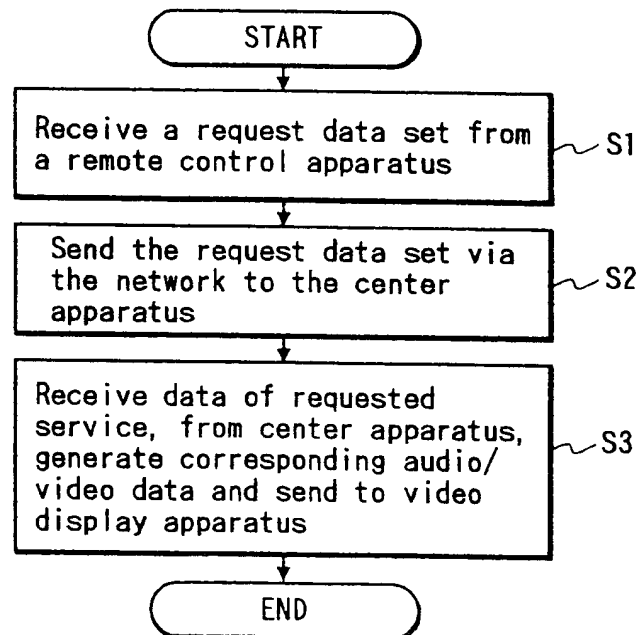 START
Receive a request data set from
a remote control apparatus
S1
Send the request data set via
the network to the center
apparatus
S2
Receive data of requested
service, from center apparatus,
generate corresponding audio/
video data and send to video
display apparatus
S3
END